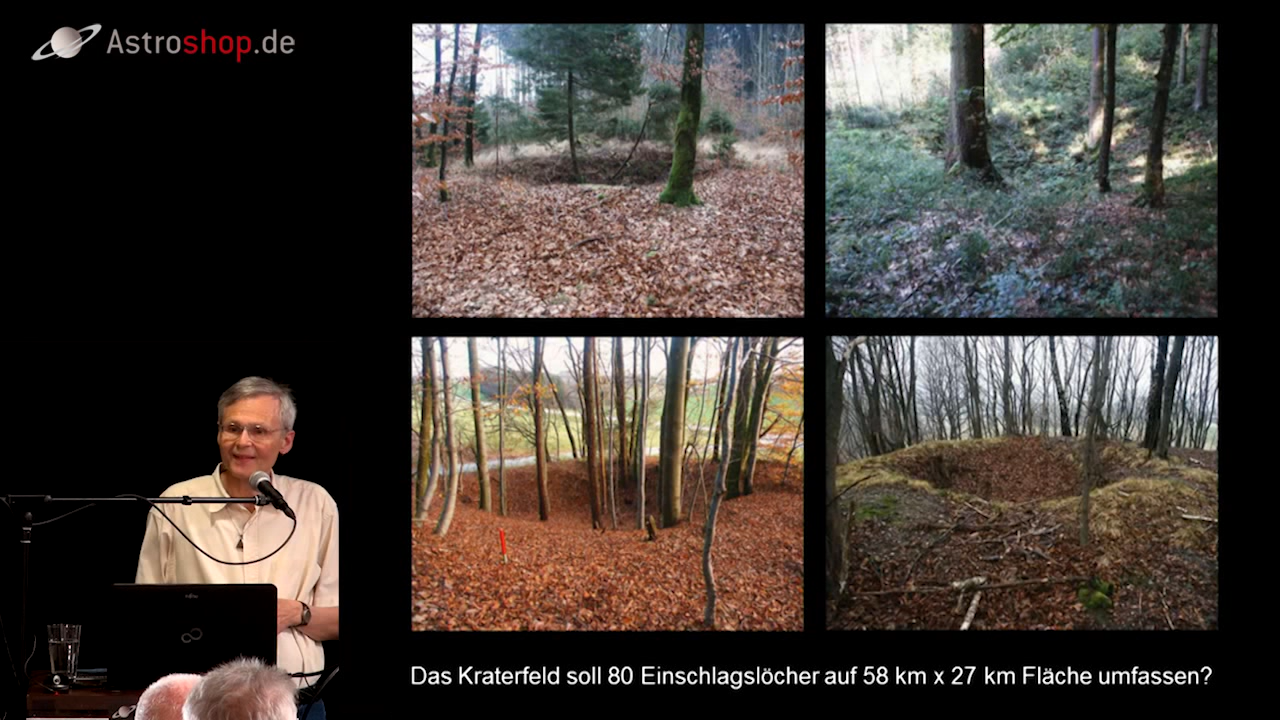 Astroshop.de
Das Kraterfeld soll 80 Einschlagslöcher auf 58 km x 27 km Fläche umfassen?